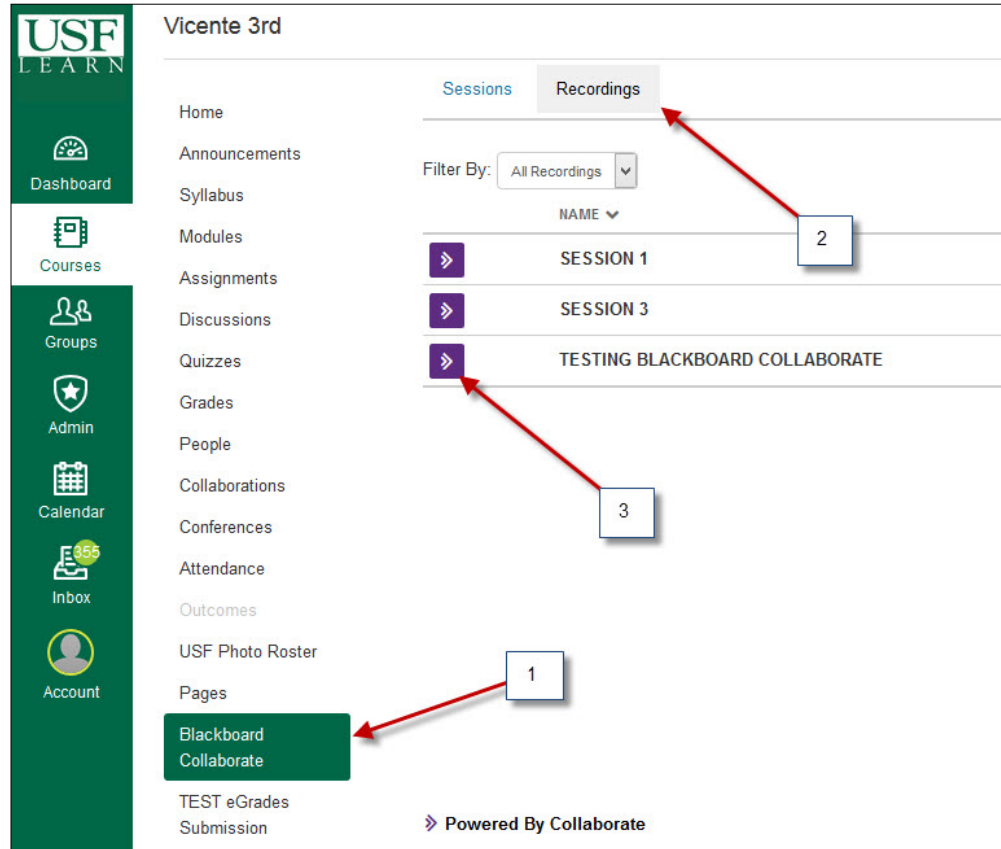 USF
LEARN
Dashboard
Courses
Groups
Admin
Calendar
355
Inbox
Account
Vicente 3rd
Home
Announcements
Syllabus
Modules
Assignments
Discussions
Quizzes
Grades
People
Collaborations
Conferences
Attendance
Outcomes
USF Photo Roster
Pages
Blackboard
Collaborate
TEST eGrades
Submission
Sessions Recordings
Filter By: All Recordings
NAME
SESSION 1
SESSION 3
TESTING BLACKBOARD COLLABORATE
2
3
1
Powered By Collaborate